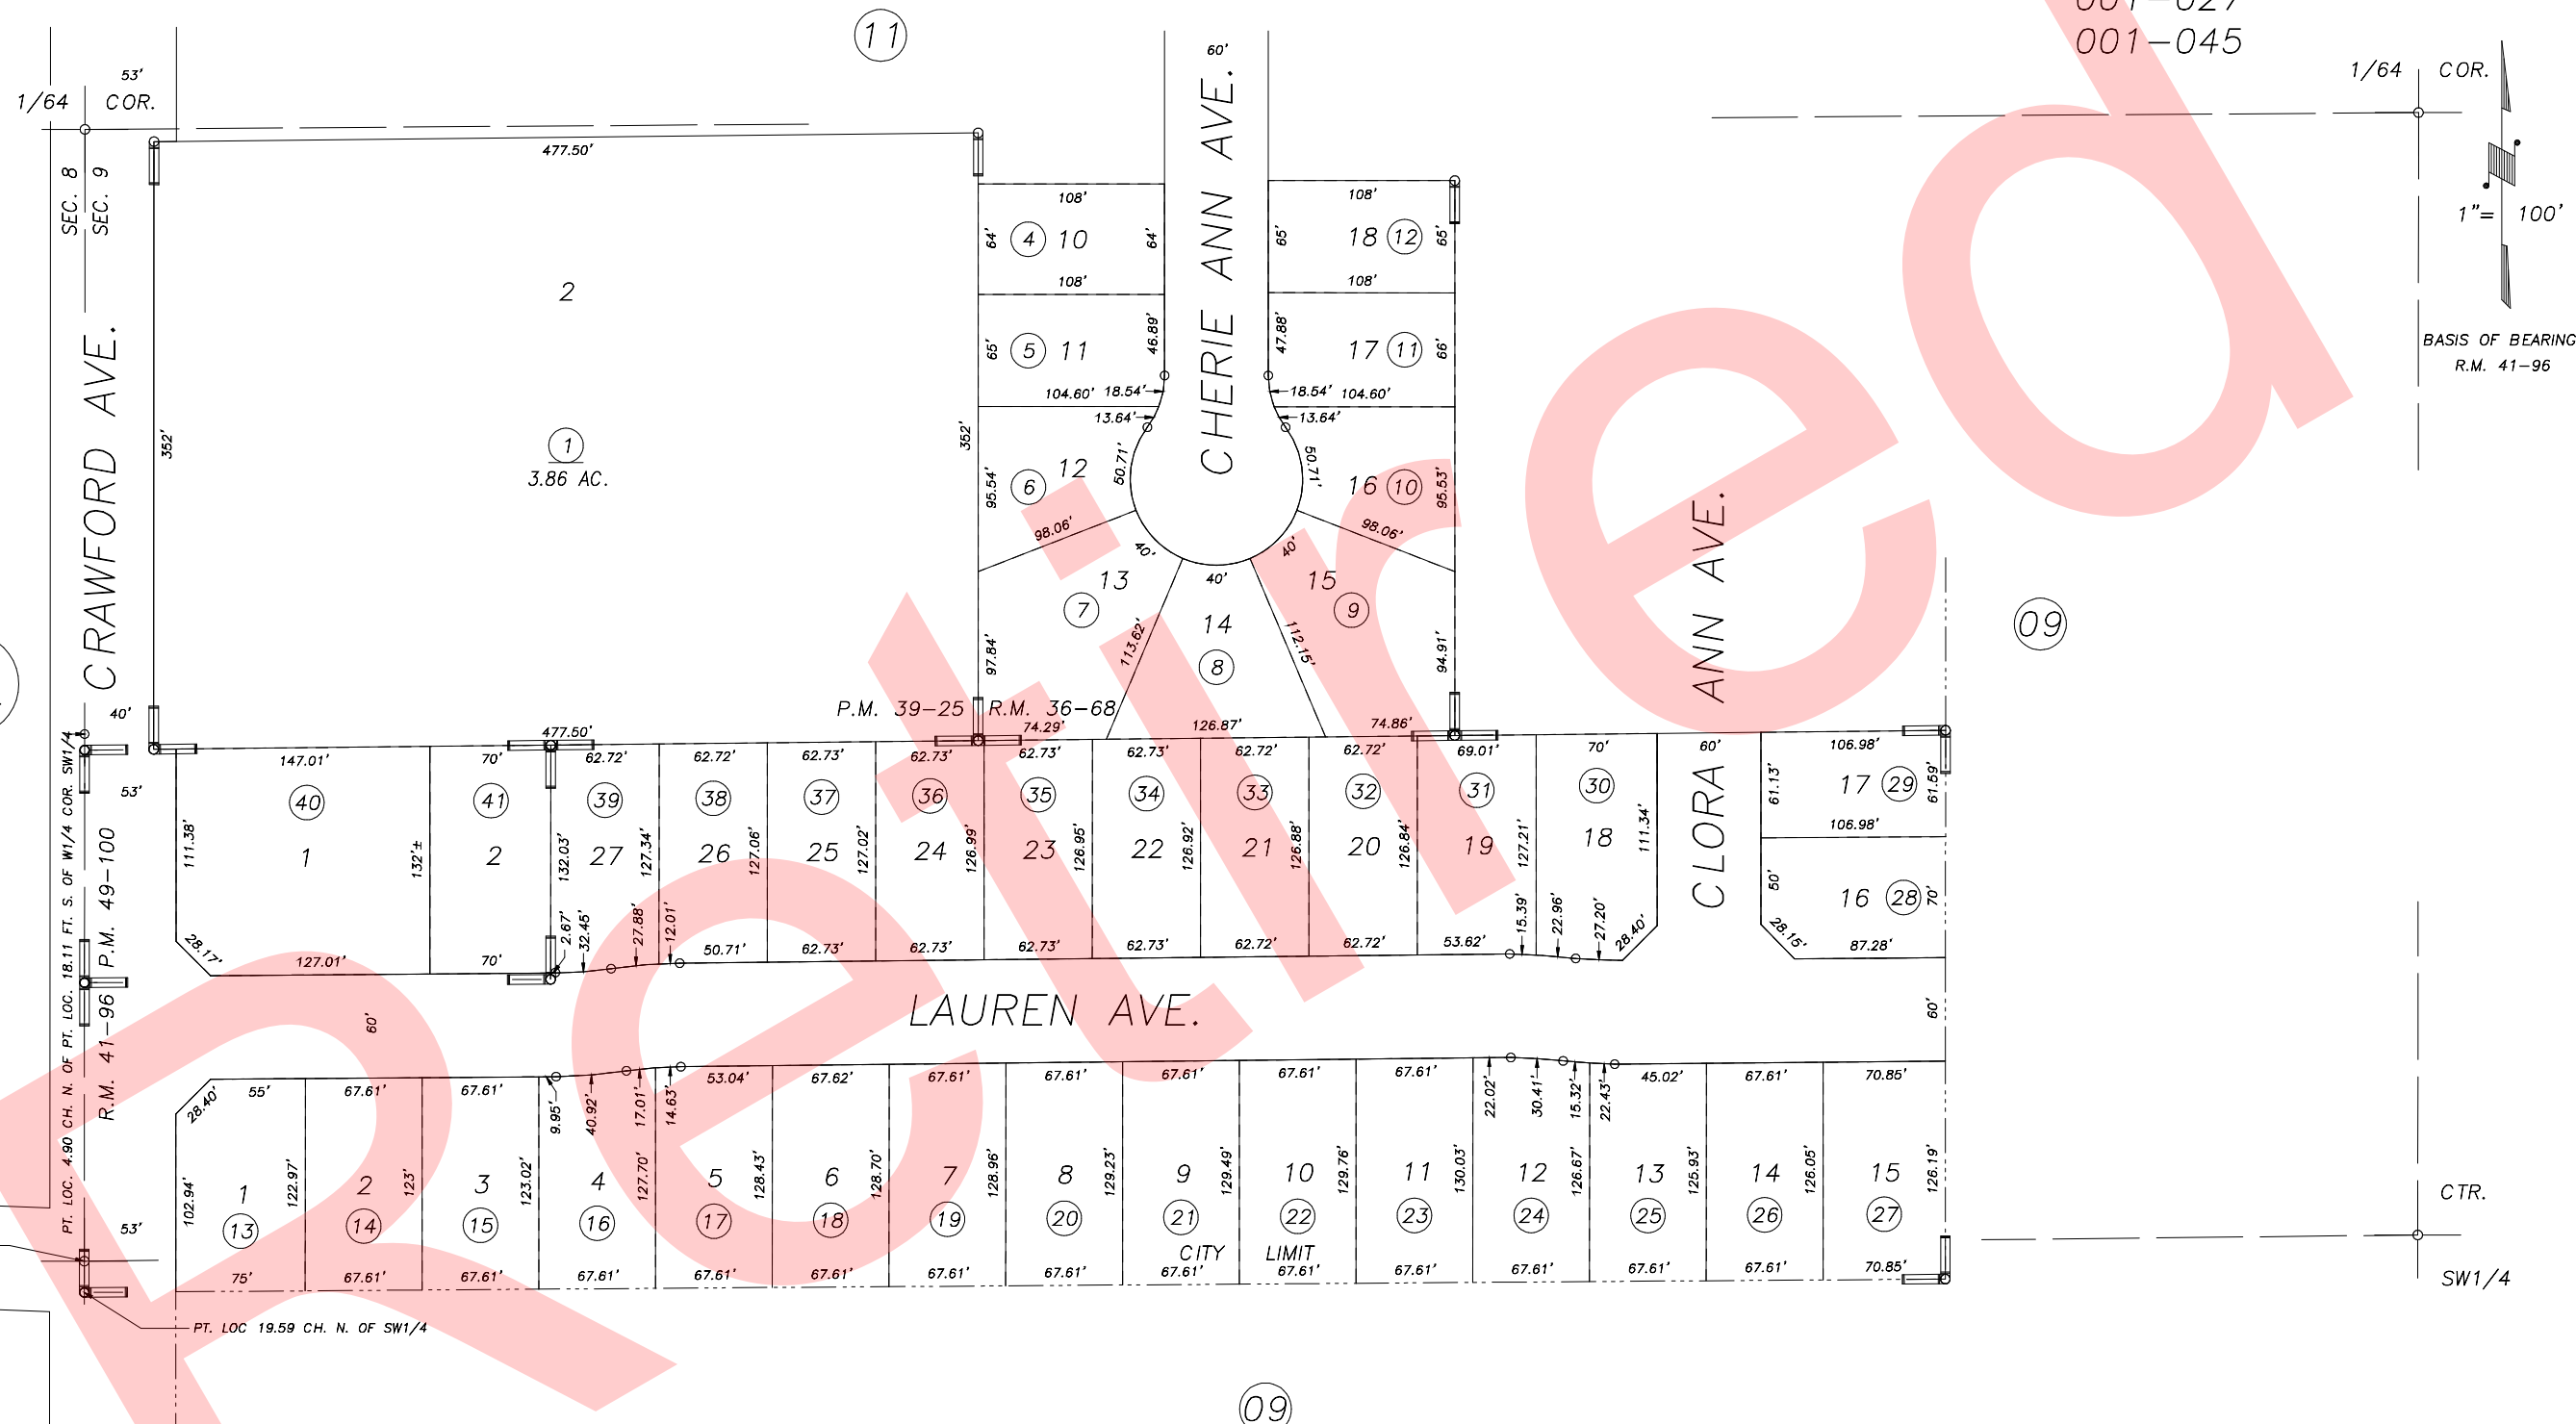 001-027
001-045
11
60'
53'
1/64 COR.
1/64 COR.
SEC. 8
SEC. 9
477.50'
2
1
3.86 AC.
352'
352'
CRAWFORD AVE.
CHERIE ANN AVE.
1"= 100'
BASIS OF BEARING
R.M. 41-96
108'
64' 4 10 64'
108'
65' 5 11 46.89'
104.60' 18.54'
13.64'
95.54' 6 12 50.71'
98.06'
40'
13
7
97.84'
113.62'
40'
14
8
112.15'
40'
15
9
94.91'
98.06'
50.71' 16 10 95.53'
13.64'
18.54' 104.60'
47.88' 17 11 66'
108'
65' 18 12 65'
108'
CLORA ANN AVE.
09
P.M. 39-25 R.M. 36-68
40'
477.50'
74.29'
126.87'
74.86'
53'
147.01' 70' 62.72' 62.72' 62.73' 62.73' 62.73' 62.73' 62.72' 62.72' 69.01' 70' 60' 106.98'
40 41 39 38 37 36 35 34 33 32 31 30
1 2 27 26 25 24 23 22 21 20 19 18
61.13' 17 29 61.59'
106.98'
50' 16 28 70'
28.15' 87.28'
111.38' 132'± 132.03' 127.34' 127.06' 127.02' 126.99' 126.95' 126.92' 126.88' 126.84' 127.21' 111.34'
28.17' 127.01' 70' 2.67' 32.45' 27.88' 12.01' 50.71' 62.73' 62.73' 62.73' 62.73' 62.72' 62.72' 53.62' 15.39' 22.96' 27.20' 28.40'
PT. LOC. 4.90 CH. N. OF PT. LOC. 18.11 FT. S. OF W1/4 COR. SW1/4
R.M. 41-96 P.M. 49-100
60'
LAUREN AVE.
60'
28.40' 55' 67.61' 67.61' 9.95' 40.92' 17.01' 14.63' 53.04' 67.62' 67.61' 67.61' 67.61' 67.61' 67.61' 22.02' 30.41' 15.32' 22.43' 45.02' 67.61' 70.85'
102.94' 122.97' 123' 123.02' 127.70' 128.43' 128.70' 128.96' 129.23' 129.49' 129.76' 130.03' 126.67' 125.93' 126.05' 126.19'
1 2 3 4 5 6 7 8 9 10 11 12 13 14 15
13 14 15 16 17 18 19 20 21 22 23 24 25 26 27
53'
CITY LIMIT
75' 67.61' 67.61' 67.61' 67.61' 67.61' 67.61' 67.61' 67.61' 67.61' 67.61' 67.61' 67.61' 67.61' 70.85'
CTR.
SW1/4
PT. LOC 19.59 CH. N. OF SW1/4
09
Retired